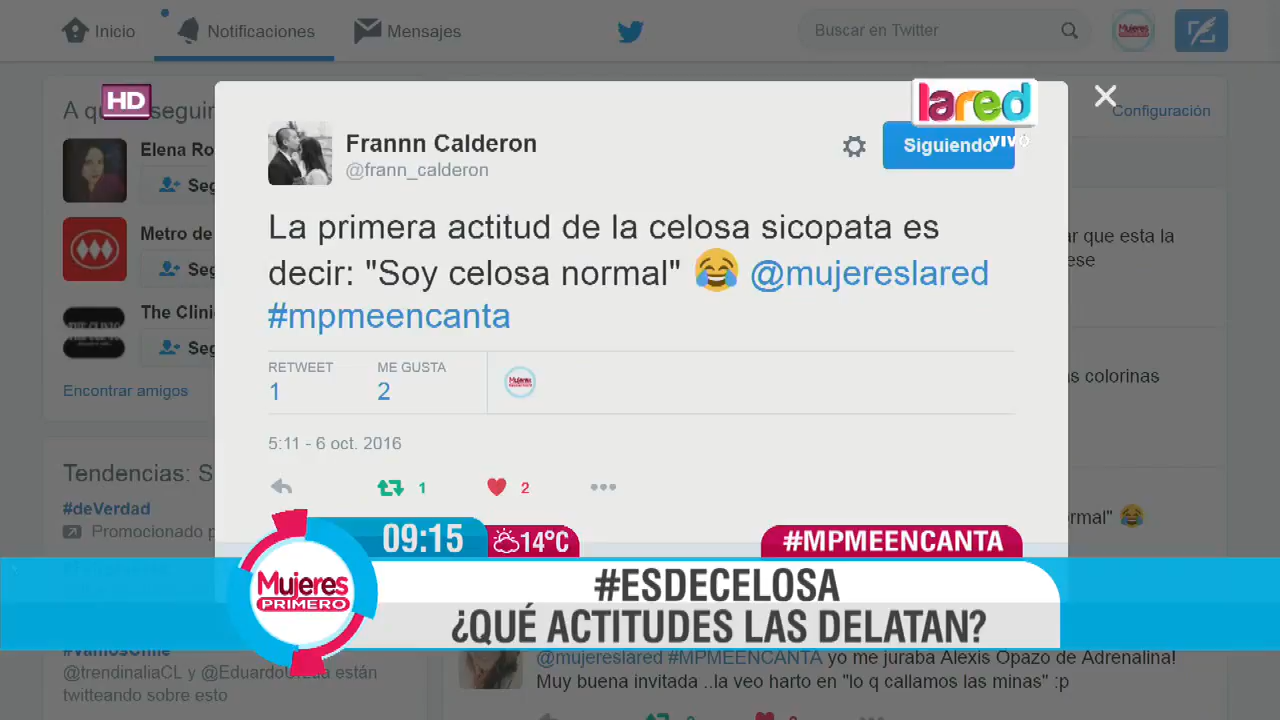 Inicio
Notificaciones
Mensajes
Buscar en Twitter
HD
lared
VIVO
Configuración
Siguiendo
Frannn Calderon
@frann_calderon
La primera actitud de la celosa sicopata es
decir: "Soy celosa normal" 😂 @mujereslared
#mpmeencanta
RETWEET
ME GUSTA
1
2
Mujeres
5:11 - 6 oct. 2016
1
2
Elena Ro
Metro de
The Clini
Encontrar amigos
Tendencias: S
#deVerdad
Promocionado p
ar que esta la
ese
as colorinas
rmal" 😂
09:15
14°C
#MPMEENCANTA
Mujeres
PRIMERO
#ESDECELOSA
¿QUÉ ACTITUDES LAS DELATAN?
@trendinaliaCL y
están
twitteando sobre esto
@mujereslared #MPMEENCANTA yo me juraba Alexis Opazo de Adrenalina!
Muy buena invitada ..la veo harto en "lo q callamos las minas" :p